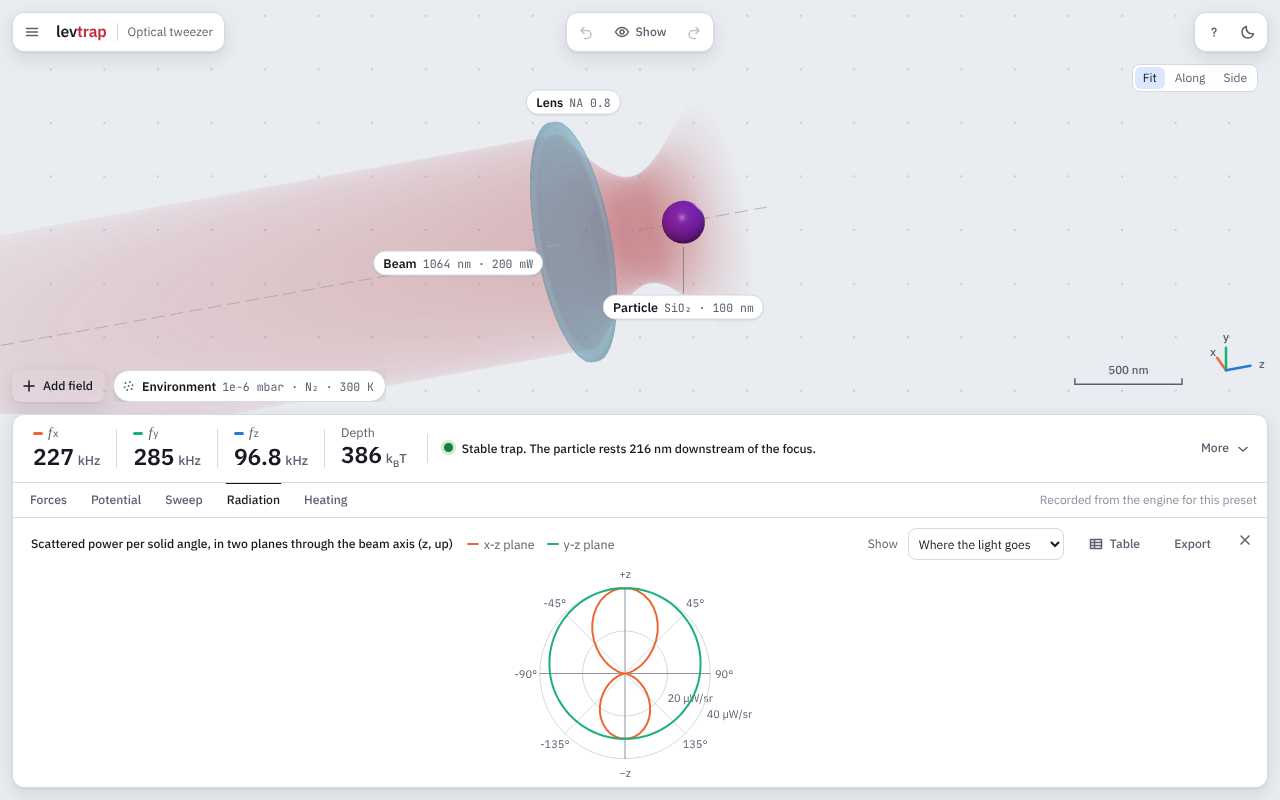 levtrap Optical tweezer
Show
?
Fit Along Side
Lens NA 0.8
Beam 1064 nm · 200 mW
Particle SiO₂ · 100 nm
y
x
z
500 nm
Add field
Environment 1e-6 mbar · N₂ · 300 K
fx
227 kHz
fy
285 kHz
fz
96.8 kHz
Depth
386 kBT
Stable trap. The particle rests 216 nm downstream of the focus.
More
Forces Potential Sweep Radiation Heating
Recorded from the engine for this preset
Scattered power per solid angle, in two planes through the beam axis (z, up)
x-z plane y-z plane
Show Where the light goes
Table
Export
+z
-45° 45°
-90° 90°
20 µW/sr
40 µW/sr
-135° 135°
−z